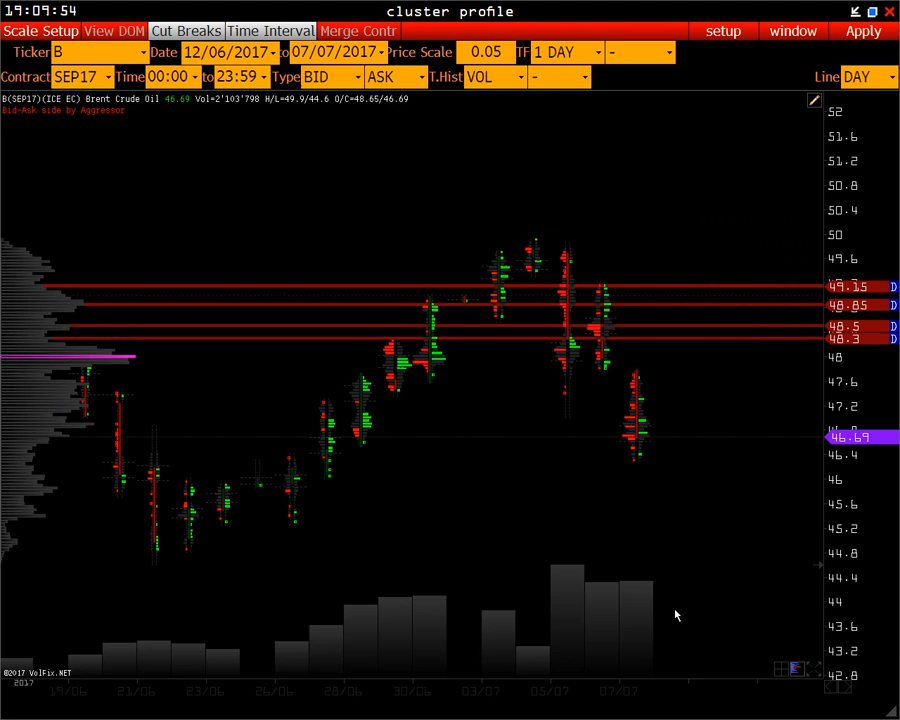 19:09:54 cluster profile
Scale Setup View DOM Cut Breaks Time Interval Merge Contr setup window Apply
Ticker B Date 12/06/2017 to 07/07/2017 Price Scale 0.05 TF 1 DAY -
Contract SEP17 Time 00:00 to 23:59 Type BID ASK T.Hist VOL - Line DAY
B(SEP17)(ICE EC) Brent Crude Oil 46.69 Vol=2'103'798 H/L=49.9/44.6 O/C=48.65/46.69
Bid-Ask side by Aggressor
52
51.6
51.2
50.8
50.4
50
49.6
49.15 D
48.85 D
48.5 D
48.3 D
48
47.6
47.2
46.69
46.4
46
45.6
45.2
44.8
44.4
44
43.6
43.2
42.8
©2017 VolFix.NET
2017 19/06 21/06 23/06 26/06 28/06 30/06 03/07 05/07 07/07